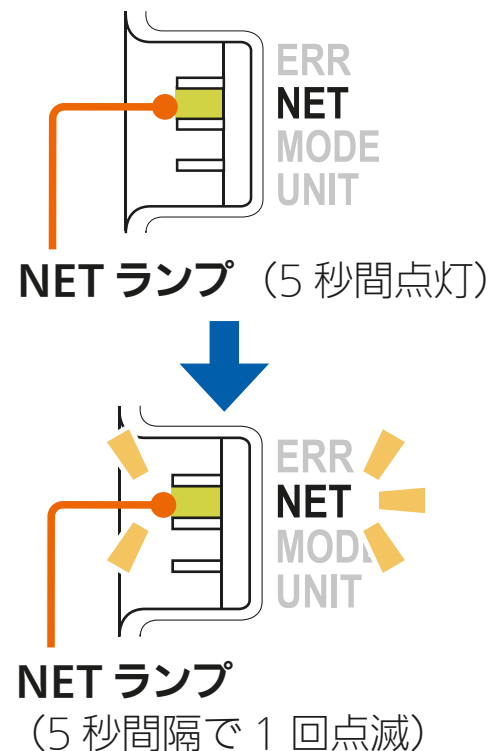 ERR
NET
MODE
UNIT
NET ランプ（5 秒間点灯）
ERR
NET
MOD
UNIT
NET ランプ
（5 秒間隔で 1 回点滅）